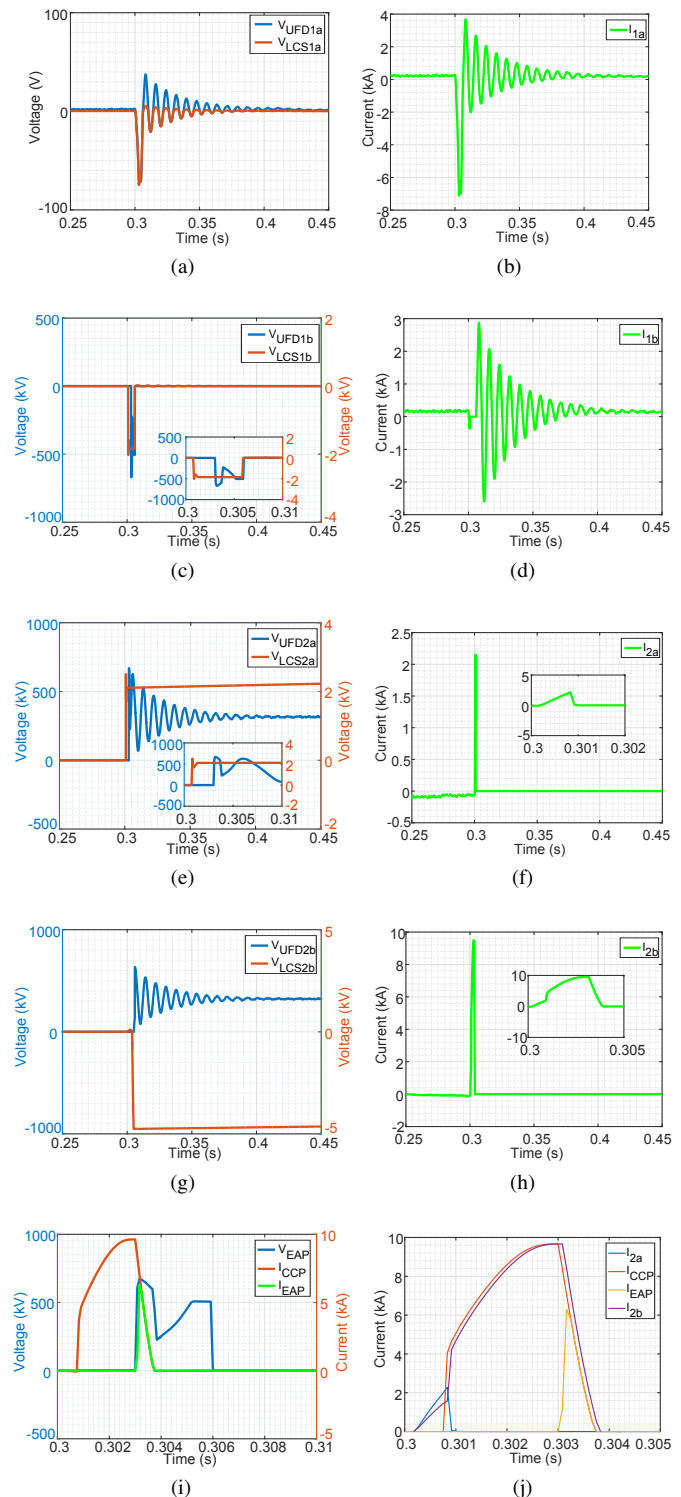 100
0
-100
Voltage (V)
V_UFD1a
V_LCS1a
0.25 0.3 0.35 0.4 0.45
Time (s)
(a)
4
2
0
-2
-4
-6
-8
Current (kA)
I_1a
0.25 0.3 0.35 0.4 0.45
Time (s)
(b)
500
0
-500
-1000
Voltage (kV)
V_UFD1b
V_LCS1b
2
0
-2
-4
Voltage (kV)
500
0
-500
-1000
2
0
-2
-4
0.3 0.305 0.31
0.25 0.3 0.35 0.4 0.45
Time (s)
(c)
3
2
1
0
-1
-2
-3
Current (kA)
I_1b
0.25 0.3 0.35 0.4 0.45
Time (s)
(d)
1000
500
0
-500
Voltage (kV)
V_UFD2a
V_LCS2a
4
2
0
-2
Voltage (kV)
1000
500
0
-500
4
2
0
-2
0.3 0.305 0.31
0.25 0.3 0.35 0.4 0.45
Time (s)
(e)
2.5
2
1.5
1
0.5
0
-0.5
Current (kA)
I_2a
5
0
-5
0.3 0.301 0.302
0.25 0.3 0.35 0.4 0.45
Time (s)
(f)
1000
0
-1000
Voltage (kV)
V_UFD2b
V_LCS2b
5
0
-5
Voltage (kV)
0.25 0.3 0.35 0.4 0.45
Time (s)
(g)
10
8
6
4
2
0
-2
Current (kA)
I_2b
10
0
-10
0.3 0.305
0.25 0.3 0.35 0.4 0.45
Time (s)
(h)
1000
500
0
-500
Voltage (kV)
V_EAP
I_CCP
I_EAP
10
5
0
-5
Current (kA)
0.3 0.302 0.304 0.306 0.308 0.31
Time (s)
(i)
10
8
6
4
2
0
Current (kA)
I_2a
I_CCP
I_EAP
I_2b
0.3 0.301 0.302 0.303 0.304 0.305
Time (s)
(j)